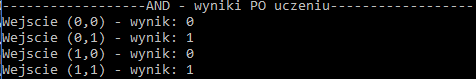 ------------------AND - wyniki PO uczeniu------------------
Wejscie (0,0) - wynik: 0
Wejscie (0,1) - wynik: 1
Wejscie (1,0) - wynik: 0
Wejscie (1,1) - wynik: 1